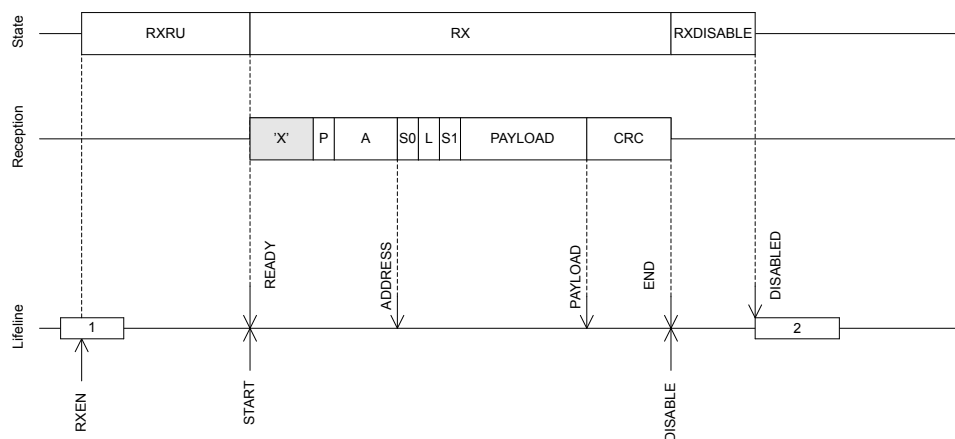 State
RXRU
RX
RXDISABLE
Reception
'X'
P
A
S0
L
S1
PAYLOAD
CRC
READY
ADDRESS
PAYLOAD
END
DISABLED
Lifeline
1
2
RXEN
START
DISABLE